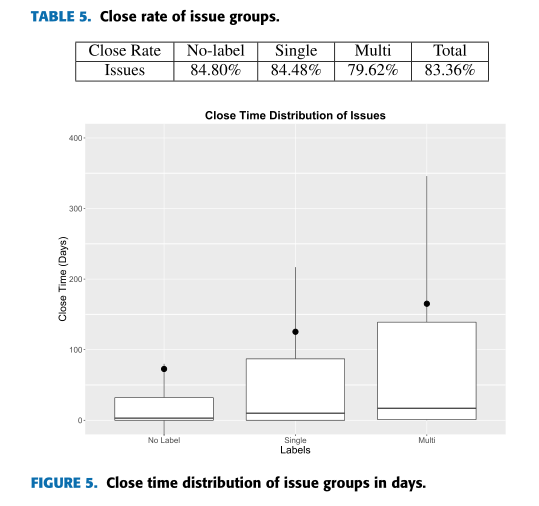 TABLE 5. Close rate of issue groups.
Close Rate No-label Single Multi Total
Issues 84.80% 84.48% 79.62% 83.36%
Close Time Distribution of Issues
400
300
200
100
0
Close Time (Days)
No Label Single Multi
Labels
FIGURE 5. Close time distribution of issue groups in days.